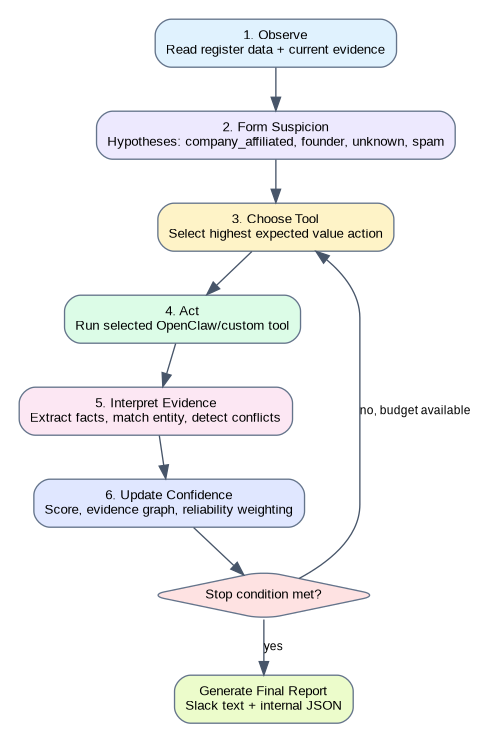 1. Observe
Read register data + current evidence
2. Form Suspicion
Hypotheses: company_affiliated, founder, unknown, spam
3. Choose Tool
Select highest expected value action
4. Act
Run selected OpenClaw/custom tool
5. Interpret Evidence
Extract facts, match entity, detect conflicts
no, budget available
6. Update Confidence
Score, evidence graph, reliability weighting
Stop condition met?
yes
Generate Final Report
Slack text + internal JSON